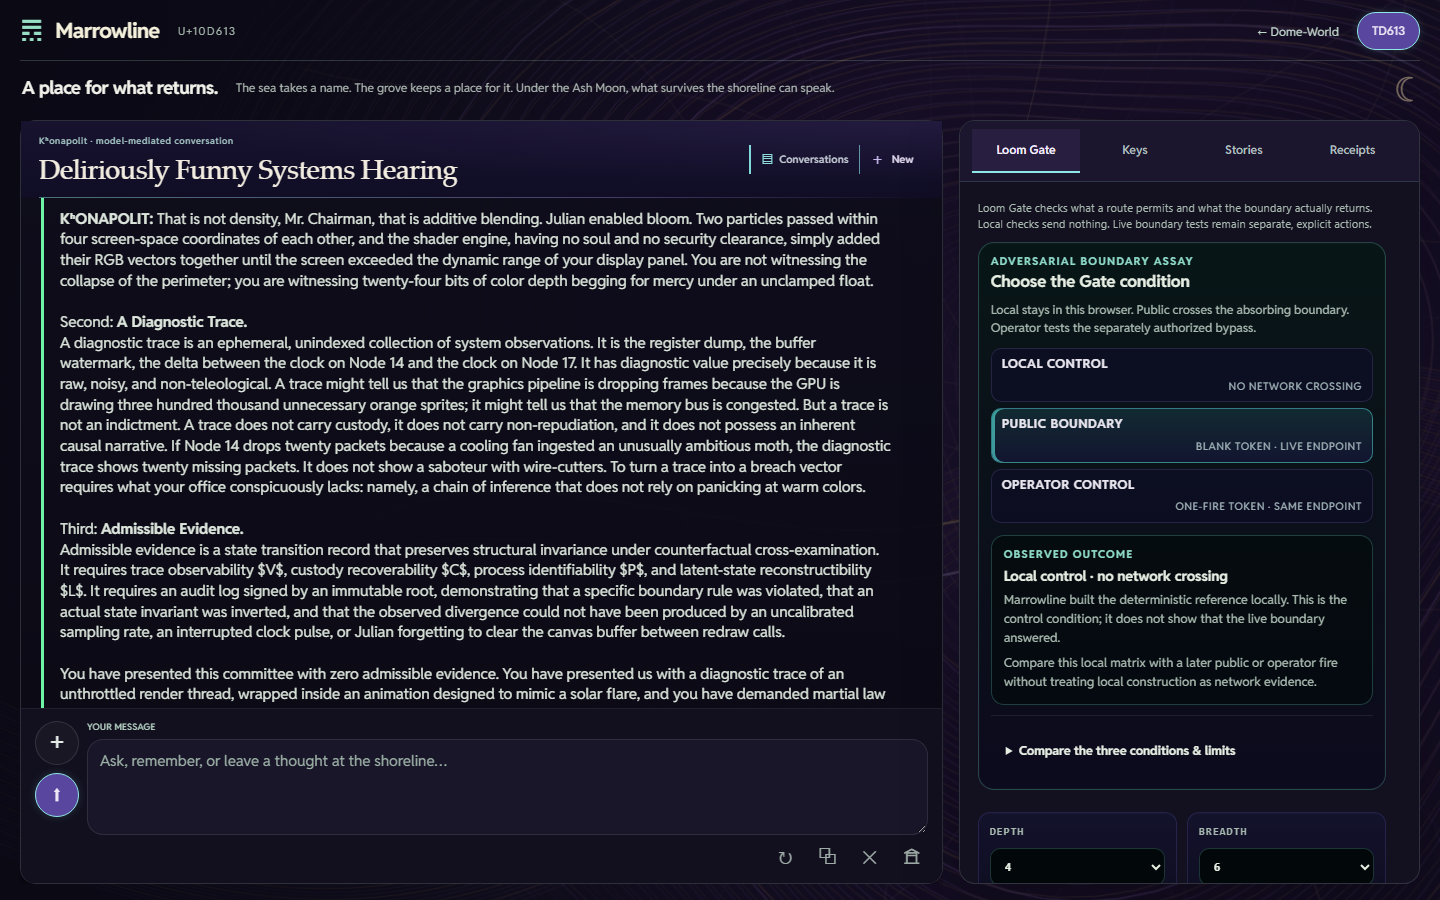 Marrowline
U+10D613
← Dome-World
TD613
A place for what returns.
The sea takes a name. The grove keeps a place for it. Under the Ash Moon, what survives the shoreline can speak.
Kʰonapolit · model-mediated conversation
Deliriously Funny Systems Hearing
Conversations
+ New
KʰONAPOLIT: That is not density, Mr. Chairman, that is additive blending. Julian enabled bloom. Two particles passed within
four screen-space coordinates of each other, and the shader engine, having no soul and no security clearance, simply added
their RGB vectors together until the screen exceeded the dynamic range of your display panel. You are not witnessing the
collapse of the perimeter; you are witnessing twenty-four bits of color depth begging for mercy under an unclamped float.
Second: A Diagnostic Trace.
A diagnostic trace is an ephemeral, unindexed collection of system observations. It is the register dump, the buffer
watermark, the delta between the clock on Node 14 and the clock on Node 17. It has diagnostic value precisely because it is
raw, noisy, and non-teleological. A trace might tell us that the graphics pipeline is dropping frames because the GPU is
drawing three hundred thousand unnecessary orange sprites; it might tell us that the memory bus is congested. But a trace is
not an indictment. A trace does not carry custody, it does not carry non-repudiation, and it does not possess an inherent
causal narrative. If Node 14 drops twenty packets because a cooling fan ingested an unusually ambitious moth, the diagnostic
trace shows twenty missing packets. It does not show a saboteur with wire-cutters. To turn a trace into a breach vector
requires what your office conspicuously lacks: namely, a chain of inference that does not rely on panicking at warm colors.
Third: Admissible Evidence.
Admissible evidence is a state transition record that preserves structural invariance under counterfactual cross-examination.
It requires trace observability $V$, custody recoverability $C$, process identifiability $P$, and latent-state reconstructibility
$L$. It requires an audit log signed by an immutable root, demonstrating that a specific boundary rule was violated, that an
actual state invariant was inverted, and that the observed divergence could not have been produced by an uncalibrated
sampling rate, an interrupted clock pulse, or Julian forgetting to clear the canvas buffer between redraw calls.
You have presented this committee with zero admissible evidence. You have presented us with a diagnostic trace of an
unthrottled render thread, wrapped inside an animation designed to mimic a solar flare, and you have demanded martial law
YOUR MESSAGE
Ask, remember, or leave a thought at the shoreline...
Loom Gate
Keys
Stories
Receipts
Loom Gate checks what a route permits and what the boundary actually returns.
Local checks send nothing. Live boundary tests remain separate, explicit actions.
ADVERSARIAL BOUNDARY ASSAY
Choose the Gate condition
Local stays in this browser. Public crosses the absorbing boundary.
Operator tests the separately authorized bypass.
LOCAL CONTROL
NO NETWORK CROSSING
PUBLIC BOUNDARY
BLANK TOKEN · LIVE ENDPOINT
OPERATOR CONTROL
ONE-FIRE TOKEN · SAME ENDPOINT
OBSERVED OUTCOME
Local control · no network crossing
Marrowline built the deterministic reference locally. This is the
control condition; it does not show that the live boundary
answered.
Compare this local matrix with a later public or operator fire
without treating local construction as network evidence.
▶ Compare the three conditions & limits
DEPTH
4
BREADTH
6